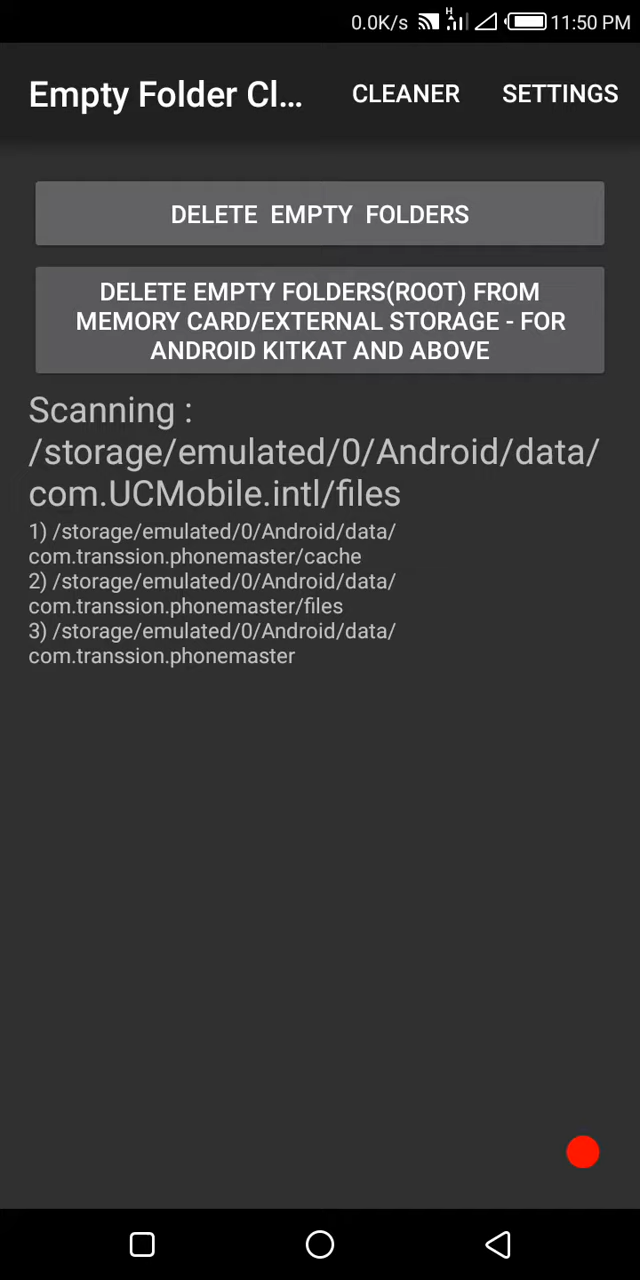 0.0K/s H 11:50 PM
Empty Folder Cl... CLEANER SETTINGS
DELETE EMPTY FOLDERS
DELETE EMPTY FOLDERS(ROOT) FROM
MEMORY CARD/EXTERNAL STORAGE - FOR
ANDROID KITKAT AND ABOVE
Scanning :
/storage/emulated/0/Android/data/
com.UCMobile.intl/files
1) /storage/emulated/0/Android/data/
com.transsion.phonemaster/cache
2) /storage/emulated/0/Android/data/
com.transsion.phonemaster/files
3) /storage/emulated/0/Android/data/
com.transsion.phonemaster